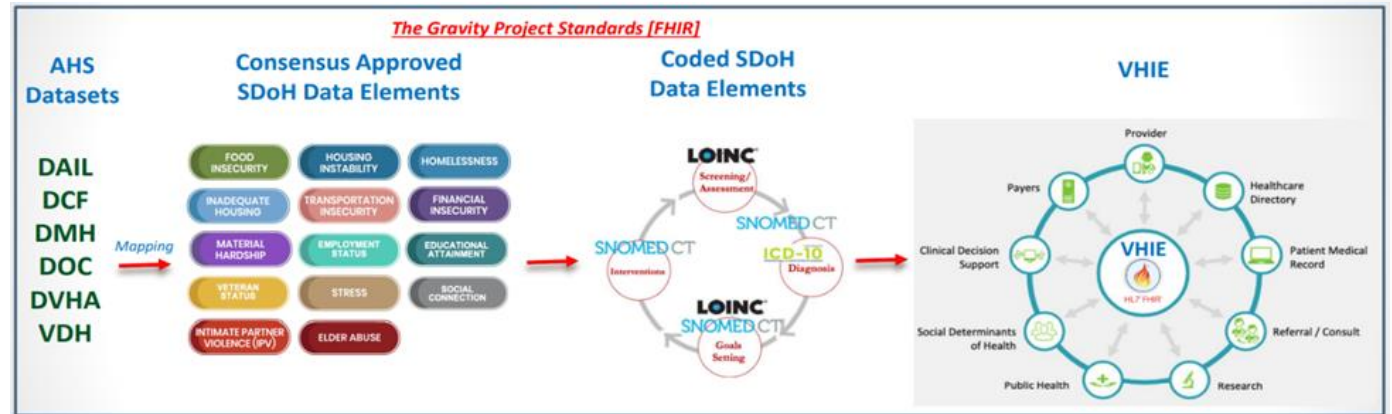 The Gravity Project Standards [FHIR]
AHS
Datasets
DAIL
DCF
DMH
DOC
DVHA
VDH
Mapping
Consensus Approved
SDoH Data Elements
FOOD
INSECURITY
HOUSING
INSTABILITY
HOMELESSNESS
INADEQUATE
HOUSING
TRANSPORTATION
INSECURITY
FINANCIAL
INSECURITY
MATERIAL
HARDSHIP
EMPLOYMENT
STATUS
EDUCATIONAL
ATTAINMENT
VETERAN
STATUS
STRESS
SOCIAL
CONNECTION
INTIMATE PARTNER
VIOLENCE (IPV)
ELDER ABUSE
Coded SDoH
Data Elements
LOINC
Screening/
Assessment
SNOMED CT
ICD-10
Diagnosis
LOINC
SNOMED CT
Goals
Setting
SNOMED CT
Interventions
VHIE
Provider
Healthcare
Directory
Patient Medical
Record
Referral / Consult
Research
Public Health
Social Determinants
of Health
Clinical Decision
Support
Payers
VHIE
HL7 FHIR